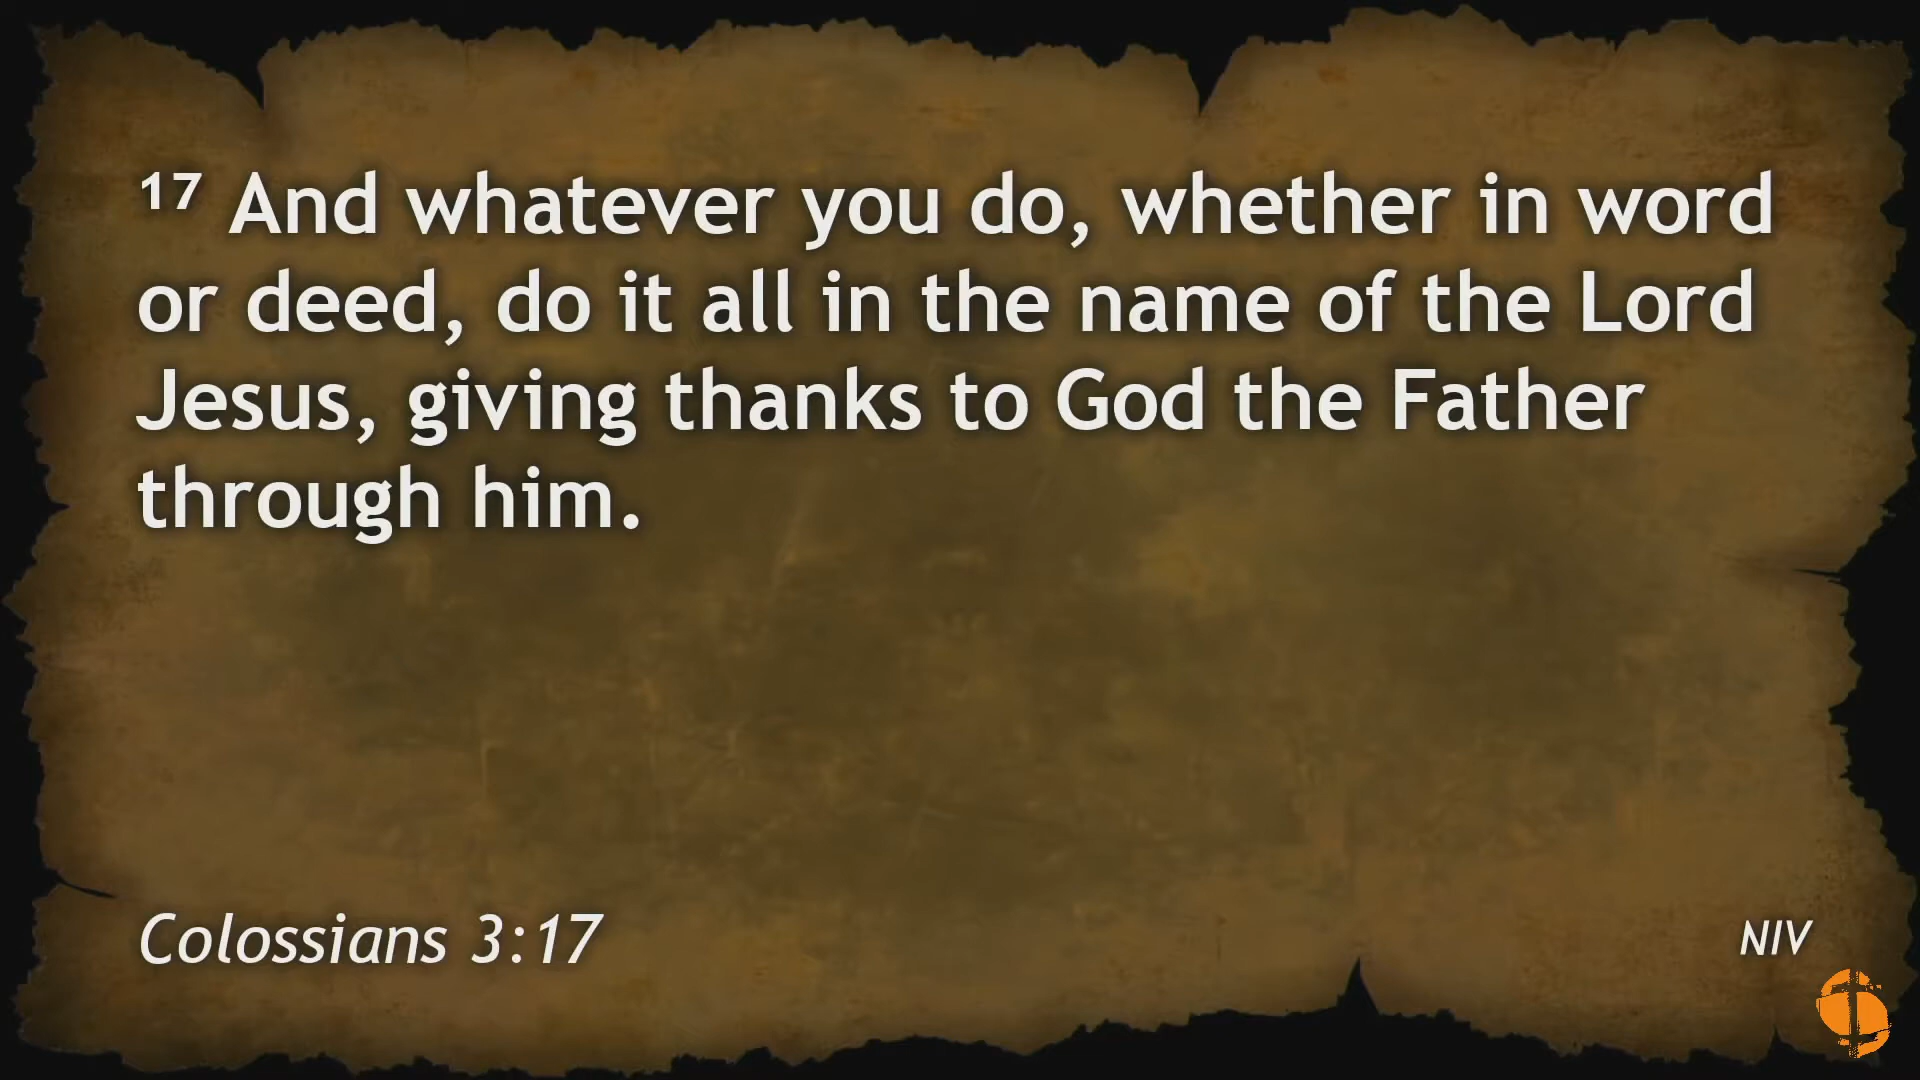 17 And whatever you do, whether in word
or deed, do it all in the name of the Lord
Jesus, giving thanks to God the Father
through him.
Colossians 3:17
NIV